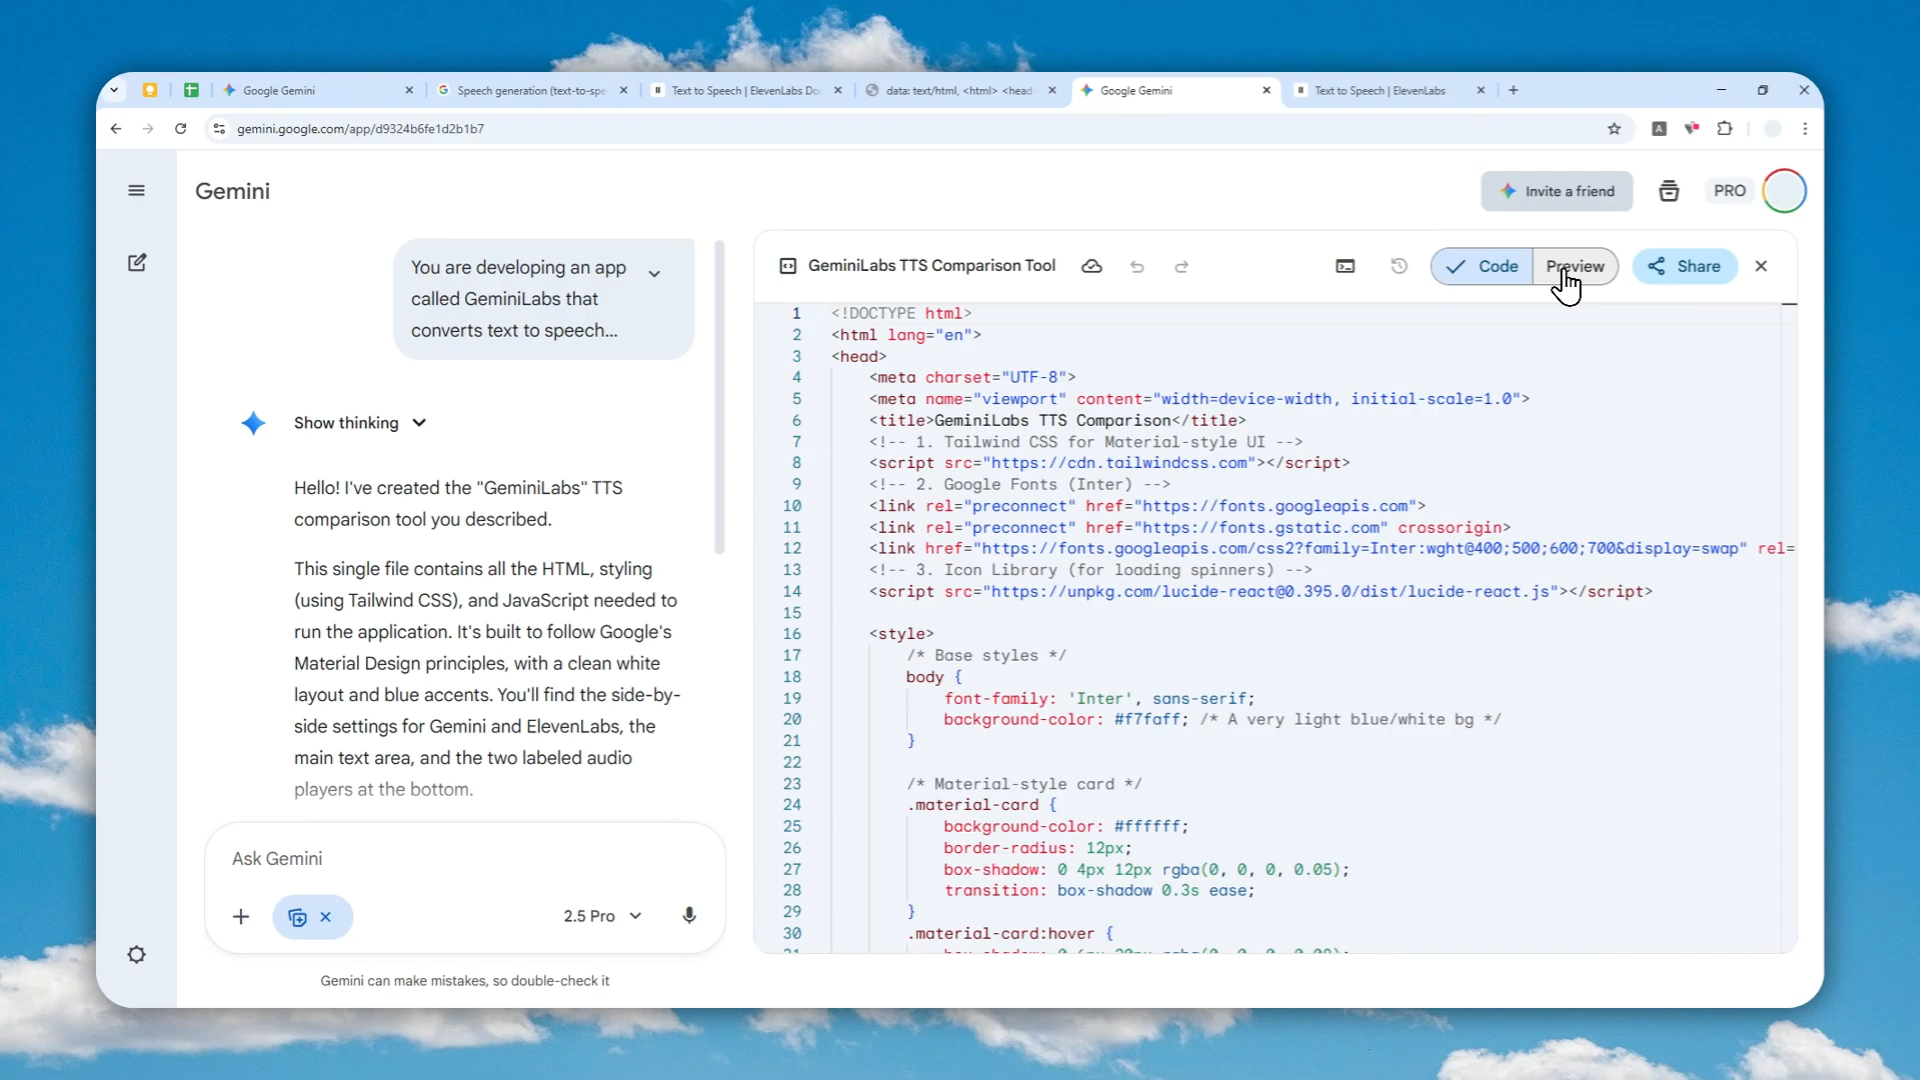 Google Gemini
Speech generation (text-to-spe
Text to Speech | ElevenLabs Do
data: text/html, <html> <head
Google Gemini
Text to Speech | ElevenLabs
gemini.google.com/app/d9324b6fe1d2b1b7
A
Gemini
Invite a friend
PRO
You are developing an app
called GeminiLabs that
converts text to speech...
Show thinking
Hello! I've created the "GeminiLabs" TTS
comparison tool you described.
This single file contains all the HTML, styling
(using Tailwind CSS), and JavaScript needed to
run the application. It's built to follow Google's
Material Design principles, with a clean white
layout and blue accents. You'll find the side-by-
side settings for Gemini and ElevenLabs, the
main text area, and the two labeled audio
players at the bottom.
Ask Gemini
2.5 Pro
Gemini can make mistakes, so double-check it
GeminiLabs TTS Comparison Tool
Code
Preview
Share
1 <!DOCTYPE html>
2 <html lang="en">
3 <head>
4 <meta charset="UTF-8">
5 <meta name="viewport" content="width=device-width, initial-scale=1.0">
6 <title>GeminiLabs TTS Comparison</title>
7 <!-- 1. Tailwind CSS for Material-style UI -->
8 <script src="https://cdn.tailwindcss.com"></script>
9 <!-- 2. Google Fonts (Inter) -->
10 <link rel="preconnect" href="https://fonts.googleapis.com">
11 <link rel="preconnect" href="https://fonts.gstatic.com" crossorigin>
12 <link href="https://fonts.googleapis.com/css2?family=Inter:wght@400;500;600;700&display=swap" rel=
13 <!-- 3. Icon Library (for loading spinners) -->
14 <script src="https://unpkg.com/lucide-react@0.395.0/dist/lucide-react.js"></script>
15
16 <style>
17 /* Base styles */
18 body {
19 font-family: 'Inter', sans-serif;
20 background-color: #f7faff; /* A very light blue/white bg */
21 }
22
23 /* Material-style card */
24 .material-card {
25 background-color: #ffffff;
26 border-radius: 12px;
27 box-shadow: 0 4px 12px rgba(0, 0, 0, 0.05);
28 transition: box-shadow 0.3s ease;
29 }
30 .material-card:hover {